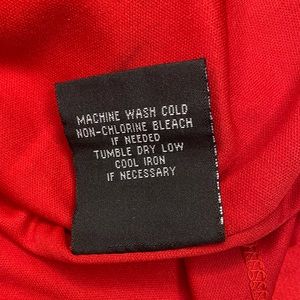 MACHINE WASH COLD
NON-CHLORINE BLEACH
IF NEEDED
TUMBLE DRY LOW
COOL IRON
IF NECESSARY